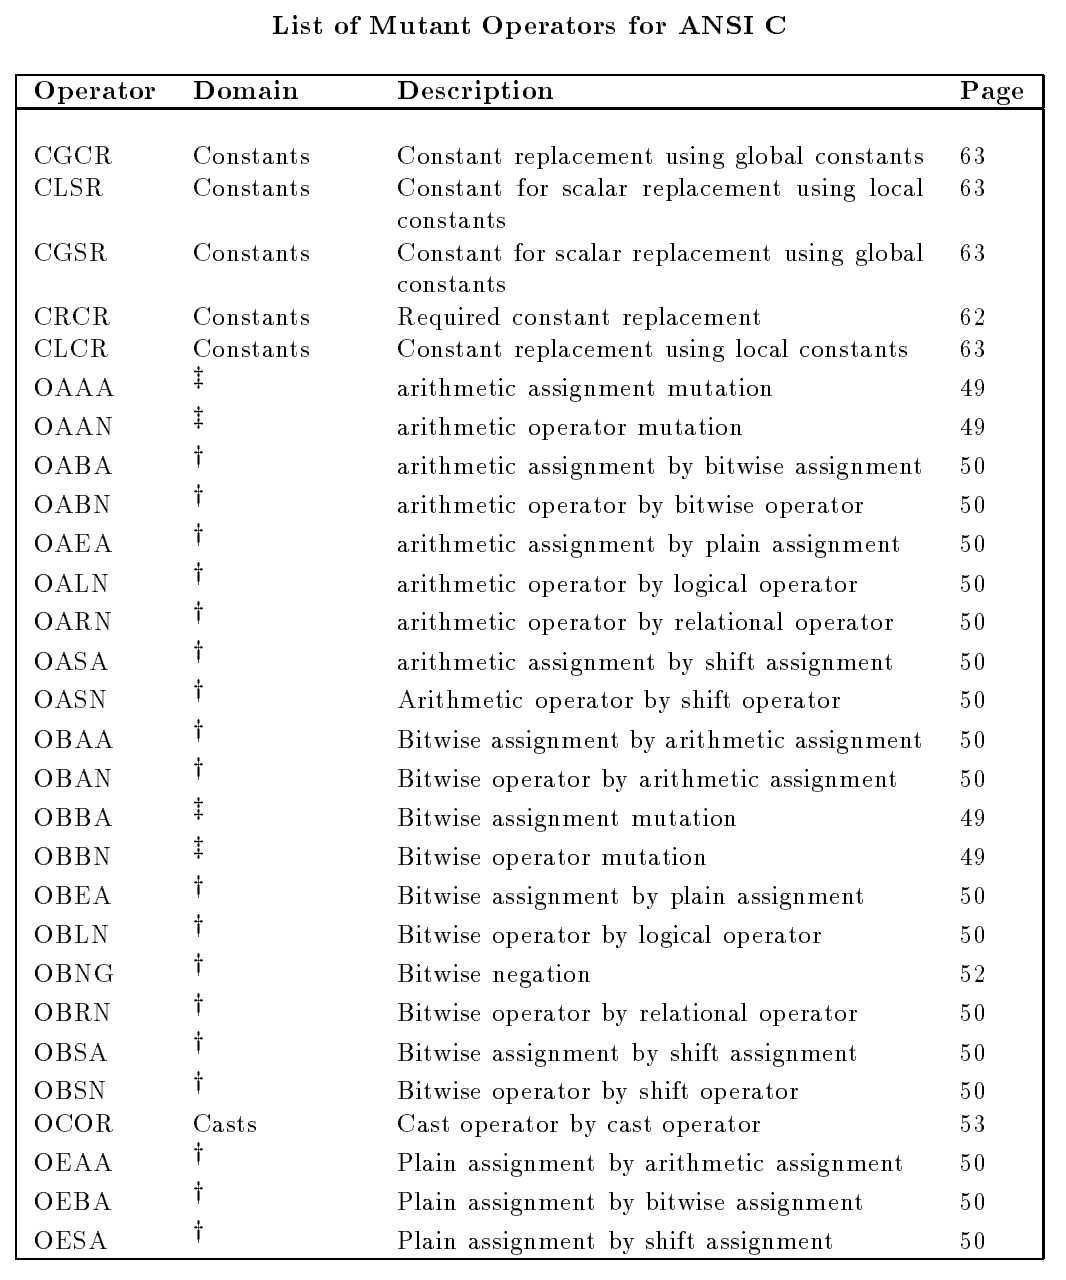 List of Mutant Operators for ANSI C
Operator Domain Description Page
CGCR Constants Constant replacement using global constants 63
CLSR Constants Constant for scalar replacement using local 63
constants
CGSR Constants Constant for scalar replacement using global 63
constants
CRCR Constants Required constant replacement 62
CLCR Constants Constant replacement using local constants 63
OAAA ‡ arithmetic assignment mutation 49
OAAN ‡ arithmetic operator mutation 49
OABA † arithmetic assignment by bitwise assignment 50
OABN † arithmetic operator by bitwise operator 50
OAEA † arithmetic assignment by plain assignment 50
OALN † arithmetic operator by logical operator 50
OARN † arithmetic operator by relational operator 50
OASA † arithmetic assignment by shift assignment 50
OASN † Arithmetic operator by shift operator 50
OBAA † Bitwise assignment by arithmetic assignment 50
OBAN † Bitwise operator by arithmetic assignment 50
OBBA ‡ Bitwise assignment mutation 49
OBBN ‡ Bitwise operator mutation 49
OBEA † Bitwise assignment by plain assignment 50
OBLN † Bitwise operator by logical operator 50
OBNG † Bitwise negation 52
OBRN † Bitwise operator by relational operator 50
OBSA † Bitwise assignment by shift assignment 50
OBSN † Bitwise operator by shift operator 50
OCOR Casts Cast operator by cast operator 53
OEAA † Plain assignment by arithmetic assignment 50
OEBA † Plain assignment by bitwise assignment 50
OESA † Plain assignment by shift assignment 50